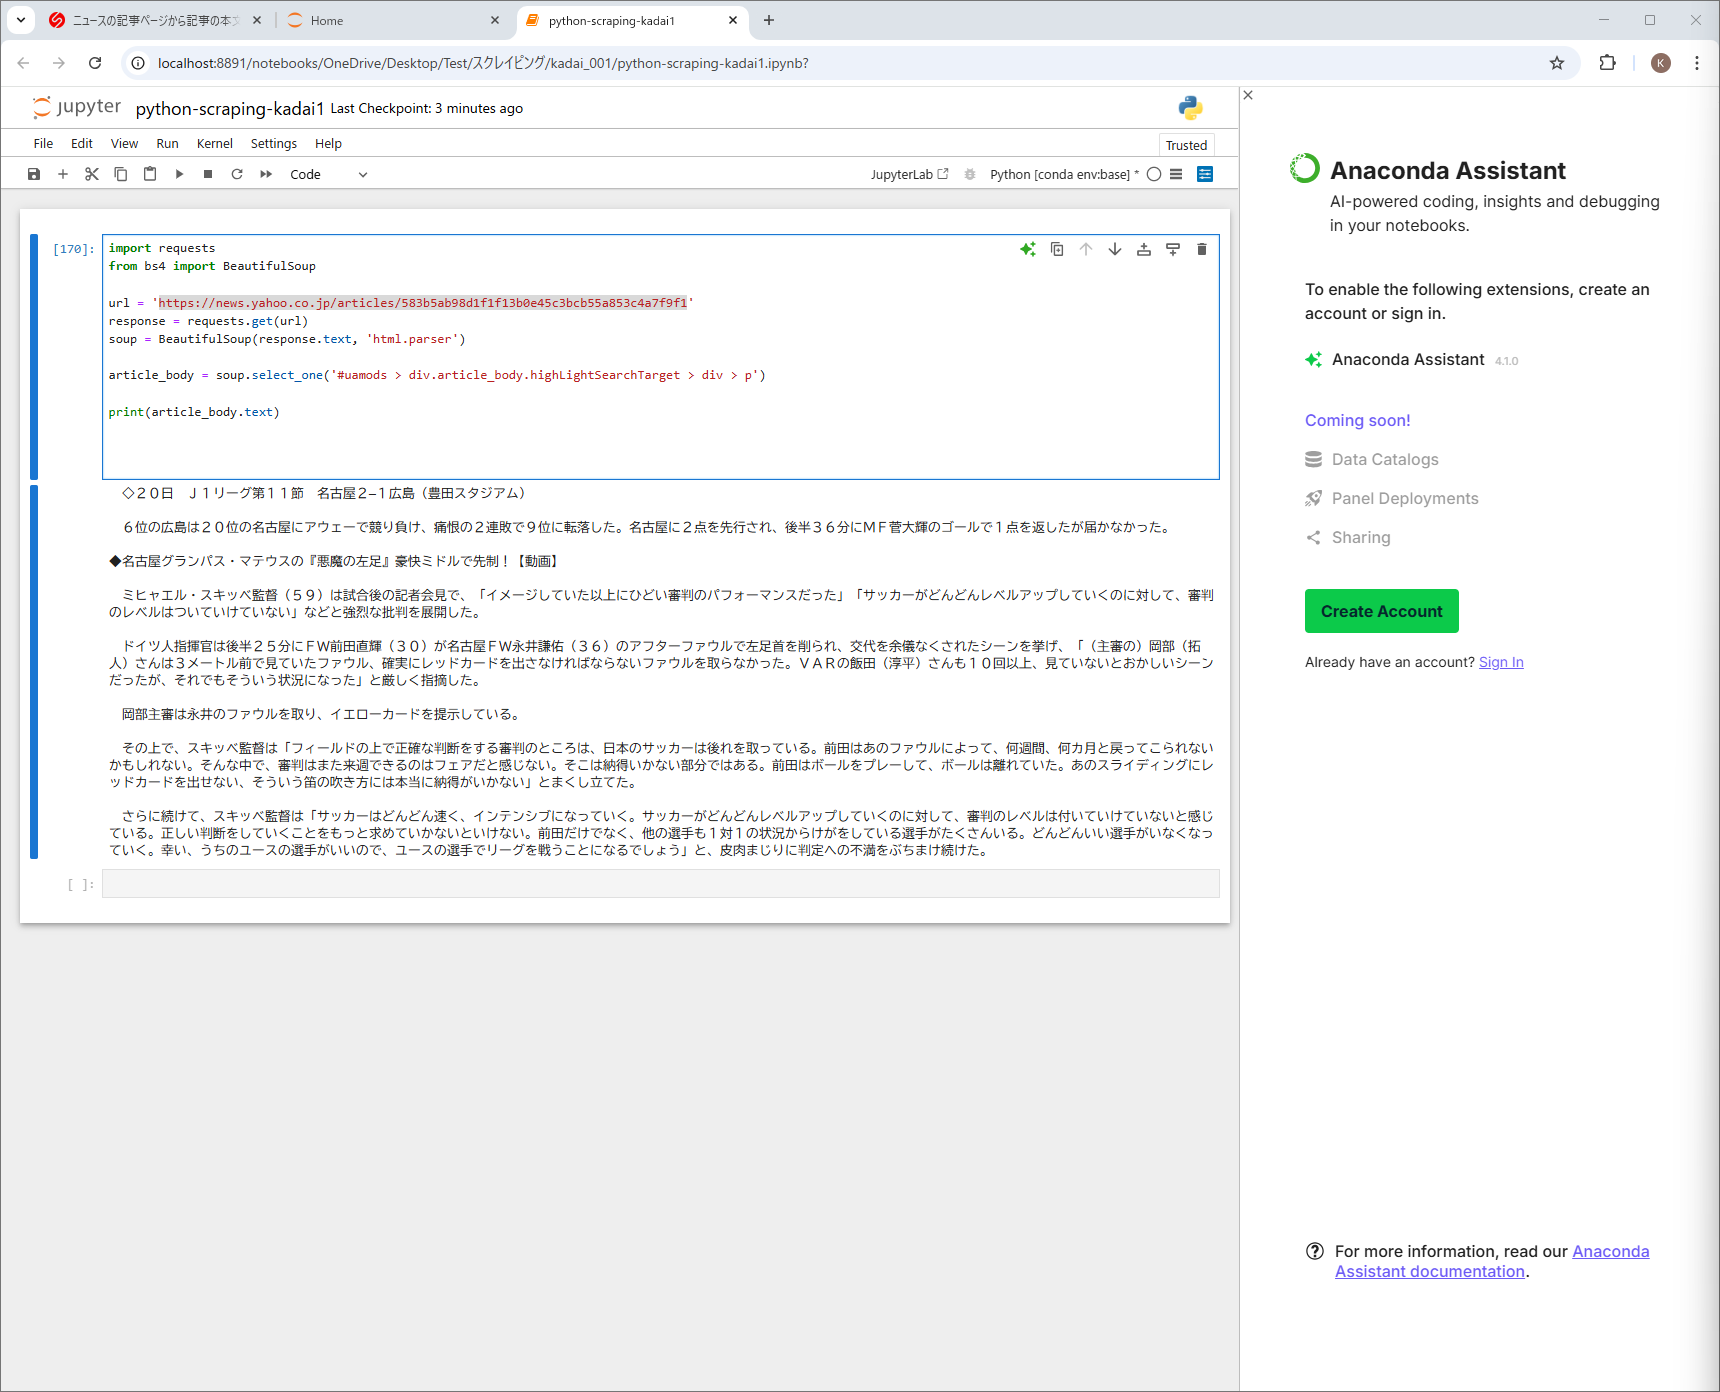 ニュースの記事ページから記事の本文
Home
python-scraping-kadai1
localhost:8891/notebooks/OneDrive/Desktop/Test/スクレイピング/kadai_001/python-scraping-kadai1.ipynb?
K
jupyter python-scraping-kadai1 Last Checkpoint: 3 minutes ago
File Edit View Run Kernel Settings Help
Trusted
Code
JupyterLab
Python [conda env:base] *
[170]:
import requests
from bs4 import BeautifulSoup
url = 'https://news.yahoo.co.jp/articles/583b5ab98d1f1f13b0e45c3bcb55a853c4a7f9f1'
response = requests.get(url)
soup = BeautifulSoup(response.text, 'html.parser')
article_body = soup.select_one('#uamods > div.article_body.highLightSearchTarget > div > p')
print(article_body.text)
◇２０日　Ｊ１リーグ第１１節　名古屋２−１広島（豊田スタジアム）
６位の広島は２０位の名古屋にアウェーで競り負け、痛恨の２連敗で９位に転落した。名古屋に２点を先行され、後半３６分にＭＦ菅大輝のゴールで１点を返したが届かなかった。
◆名古屋グランパス・マテウスの『悪魔の左足』豪快ミドルで先制！【動画】
ミヒャエル・スキッベ監督（５９）は試合後の記者会見で、「イメージしていた以上にひどい審判のパフォーマンスだった」「サッカーがどんどんレベルアップしていくのに対して、審判
のレベルはついていけていない」などと強烈な批判を展開した。
ドイツ人指揮官は後半２５分にＦＷ前田直輝（３０）が名古屋ＦＷ永井謙佑（３６）のアフターファウルで左足首を削られ、交代を余儀なくされたシーンを挙げ、「（主審の）岡部（拓
人）さんは３メートル前で見ていたファウル、確実にレッドカードを出さなければならないファウルを取らなかった。ＶＡＲの飯田（淳平）さんも１０回以上、見ていないとおかしいシーン
だったが、それでもそういう状況になった」と厳しく指摘した。
岡部主審は永井のファウルを取り、イエローカードを提示している。
その上で、スキッベ監督は「フィールドの上で正確な判断をする審判のところは、日本のサッカーは後れを取っている。前田はあのファウルによって、何週間、何カ月と戻ってこられない
かもしれない。そんな中で、審判はまた来週できるのはフェアだと感じない。そこは納得いかない部分ではある。前田はボールをプレーして、ボールは離れていた。あのスライディングにレ
ッドカードを出せない、そういう笛の吹き方には本当に納得がいかない」とまくし立てた。
さらに続けて、スキッベ監督は「サッカーはどんどん速く、インテンシブになっていく。サッカーがどんどんレベルアップしていくのに対して、審判のレベルは付いていけていないと感じ
ている。正しい判断をしていくことをもっと求めていかないといけない。前田だけでなく、他の選手も１対１の状況からけがをしている選手がたくさんいる。どんどんいい選手がいなくなっ
ていく。幸い、うちのユースの選手がいいので、ユースの選手でリーグを戦うことになるでしょう」と、皮肉まじりに判定への不満をぶちまけ続けた。
[ ]:
Anaconda Assistant
AI-powered coding, insights and debugging
in your notebooks.
To enable the following extensions, create an
account or sign in.
Anaconda Assistant 4.1.0
Coming soon!
Data Catalogs
Panel Deployments
Sharing
Create Account
Already have an account? Sign In
For more information, read our Anaconda
Assistant documentation.